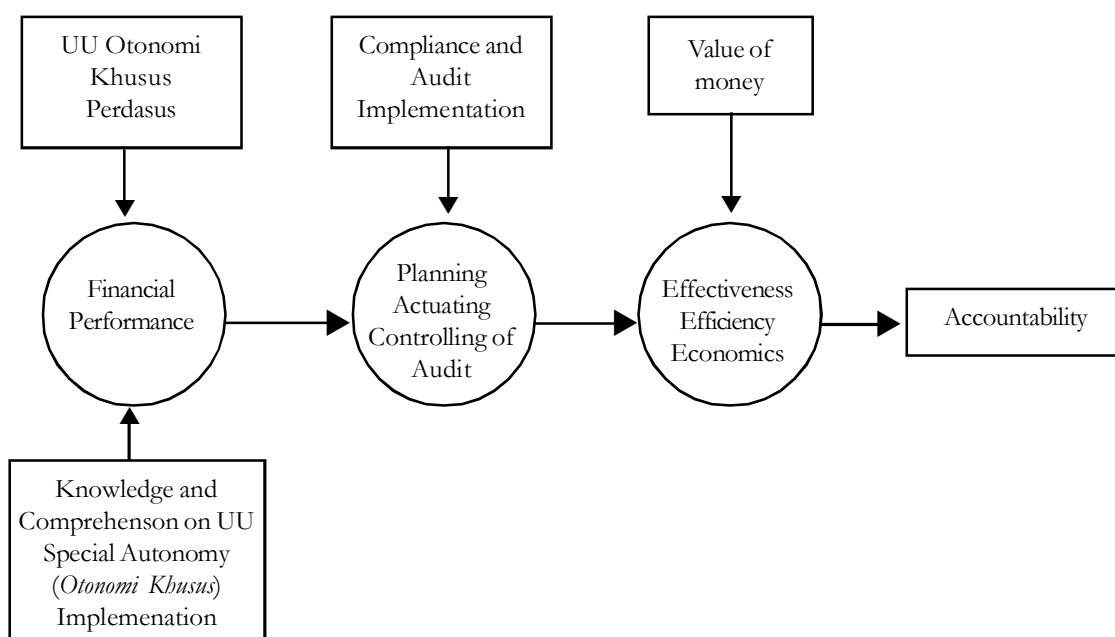 UU Otonomi
Khusus
Perdasus
Compliance and
Audit
Implementation
Value of
money
Financial
Performance
Planning
Actuating
Controlling of
Audit
Effectiveness
Efficiency
Economics
Accountability
Knowledge and
Comprehenson on UU
Special Autonomy
(Otonomi Khusus)
Implemenation